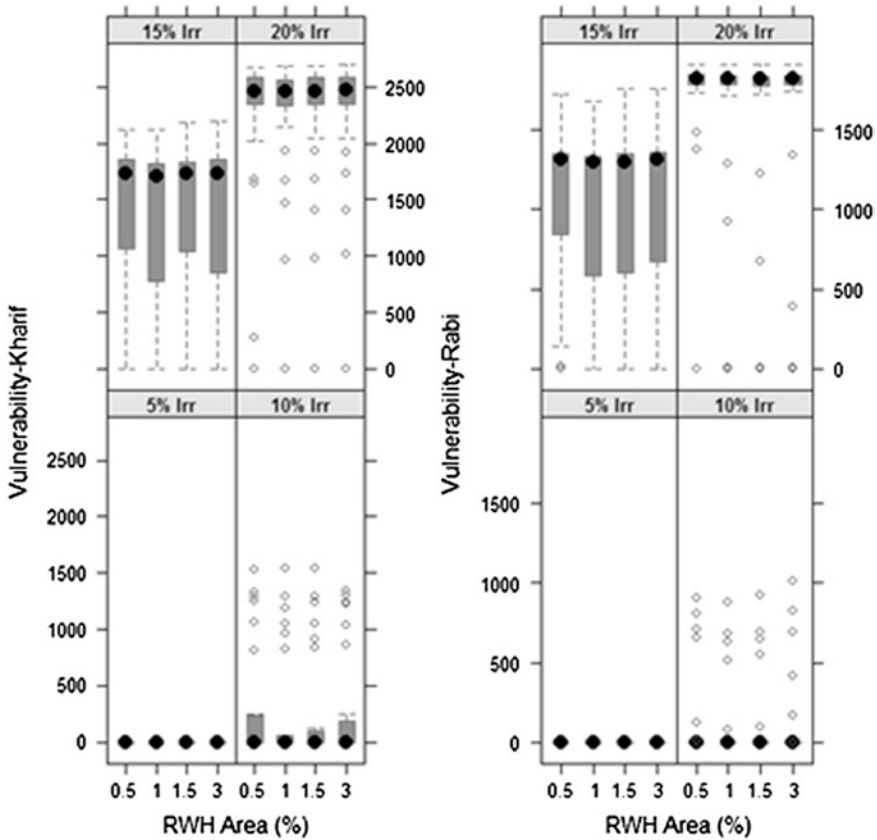 15% Irr 20% Irr
2500
2000
1500
1000
500
0
5% Irr 10% Irr
2500
2000
1500
1000
500
0
0.5 1 1.5 3 0.5 1 1.5 3
RWH Area (%)
Vulnerability-Kharif
15% Irr 20% Irr
1500
1000
500
0
5% Irr 10% Irr
1500
1000
500
0
0.5 1 1.5 3 0.5 1 1.5 3
RWH Area (%)
Vulnerability-Rabi